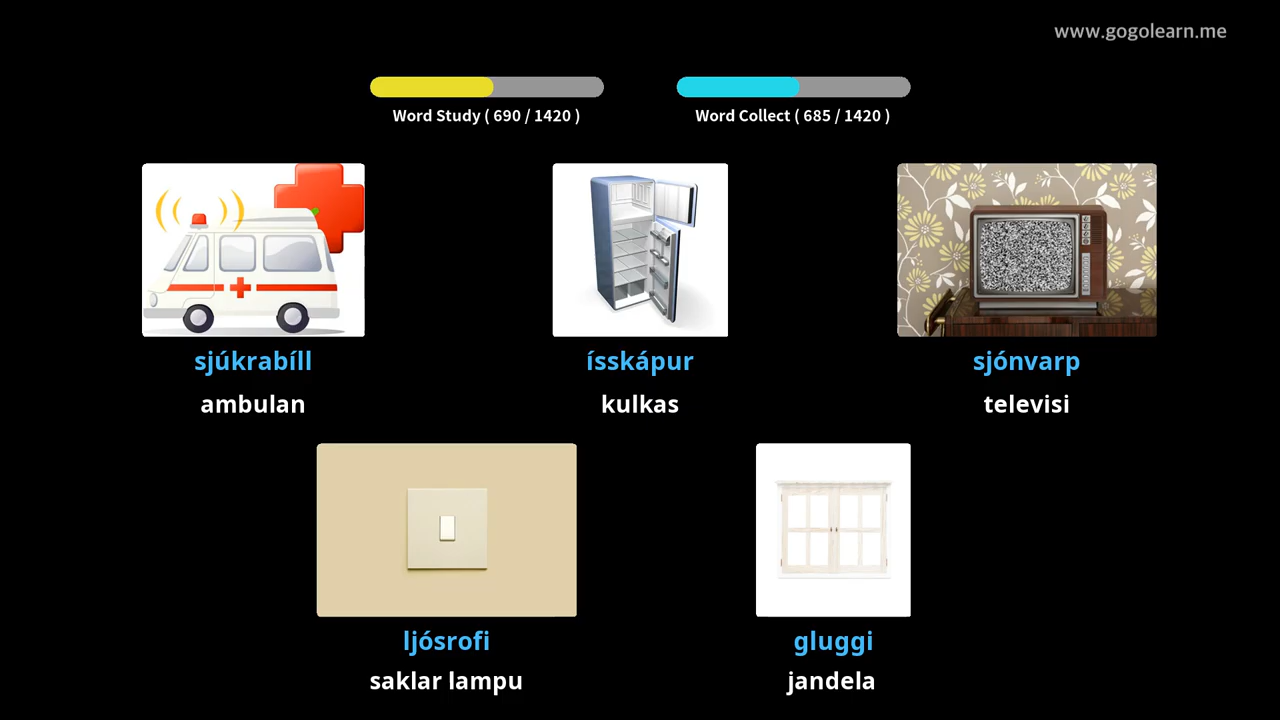 www.gogolearn.me
Word Study ( 690 / 1420 )
Word Collect ( 685 / 1420 )
sjúkrabíll
ísskápur
sjónvarp
ambulan
kulkas
televisi
ljósrofi
gluggi
saklar lampu
jandela